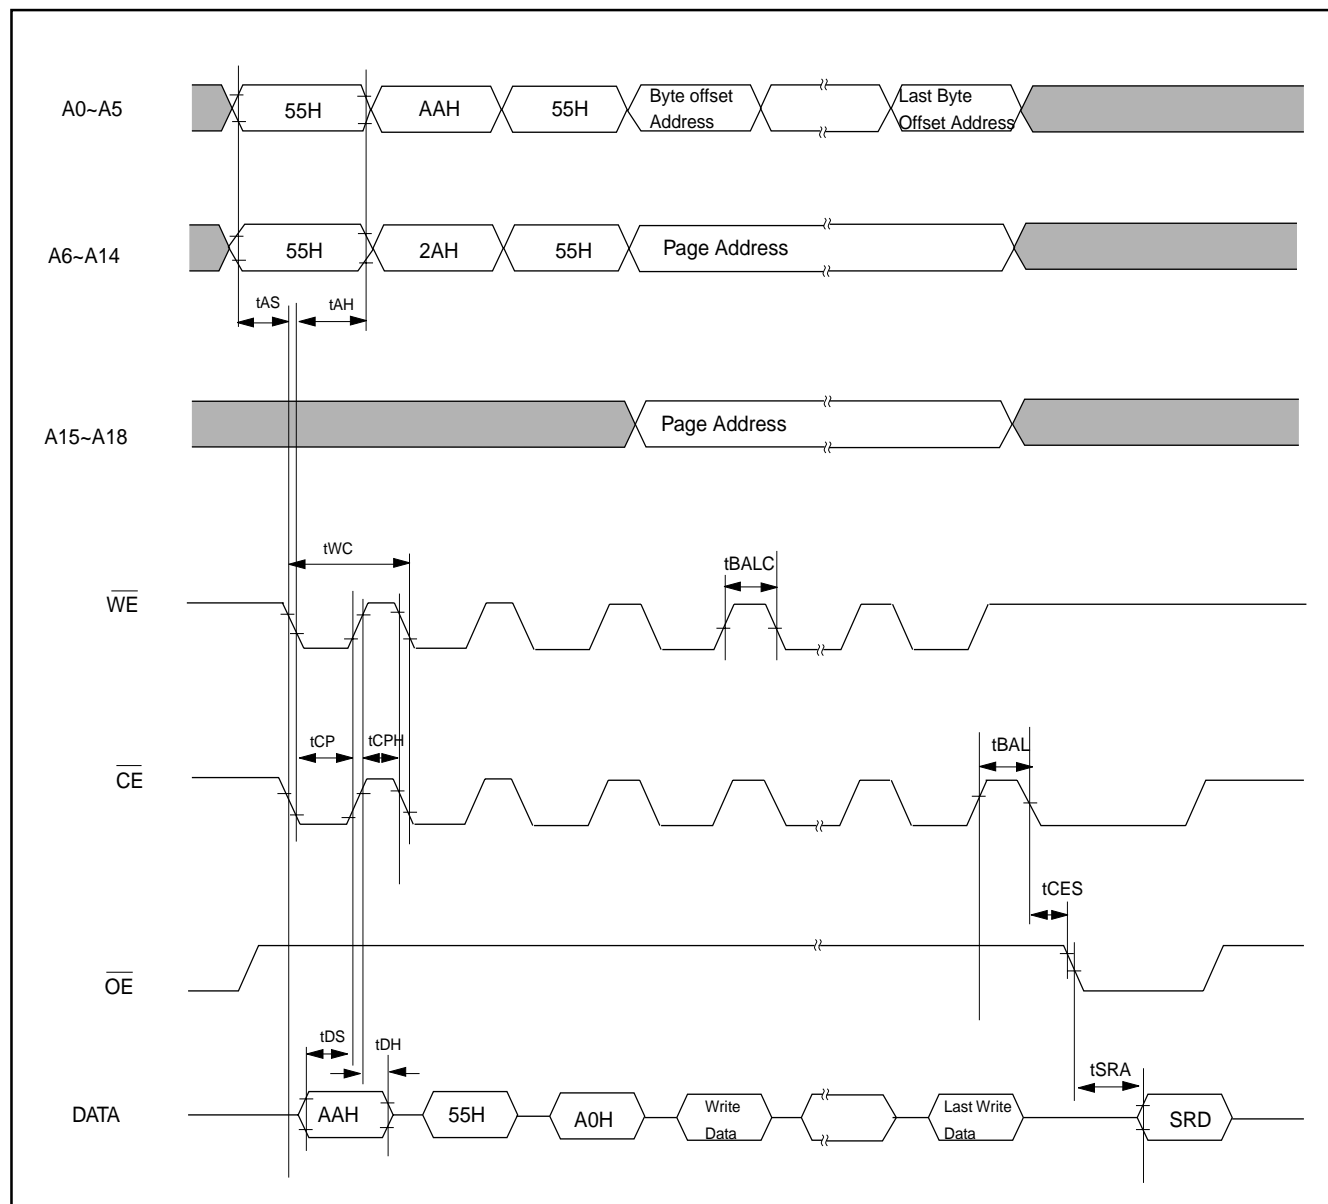 A0~A5
55H
AAH
55H
Byte offset
Address
Last Byte
Offset Address
A6~A14
55H
2AH
55H
Page Address
tAS
tAH
A15~A18
Page Address
tWC
tBALC
WE
tCP
tCPH
tBAL
CE
tCES
OE
tDS
tDH
tSRA
DATA
AAH
55H
A0H
Write
Data
Last Write
Data
SRD